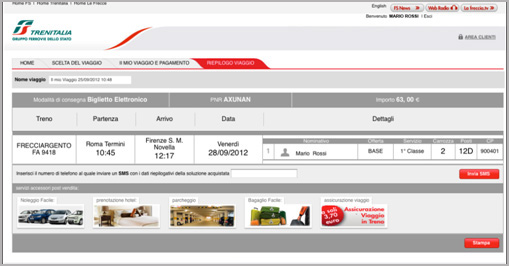 Home FS | Home Trenitalia | Home Le Frecce
English FS News Web Radio La freccia.tv
Benvenuto MARIO ROSSI | Esci
TRENITALIA
GRUPPO FERROVIE DELLO STATO
AREA CLIENTI
HOME SCELTA DEL VIAGGIO IL MIO VIAGGIO E PAGAMENTO RIEPILOGO VIAGGIO
Nome viaggio Il mio Viaggio 25/09/2012 10:48
Modalità di consegna Biglietto Elettronico PNR AXUNAN Importo 63, 00 €
Treno Partenza Arrivo Data Dettagli
Nominativo Offerta Servizio Carrozza Posti CP
FRECCIARGENTO Roma Termini Firenze S. M. Venerdì
Novella
FA 9418 10:45 12:17 28/09/2012
1 Mario Rossi BASE 1° Classe 2 12D 900401
Inserisci il numero di telefono al quale inviare un SMS con i dati riepilogativi della soluzione acquistata Invia SMS
servizi accessori post vendita:
Noleggio Facile prenotazione hotel parcheggio Bagaglio Facile assicurazione viaggio
a soli
3,70
euro
Assicurazione
Viaggio
in Treno
Stampa